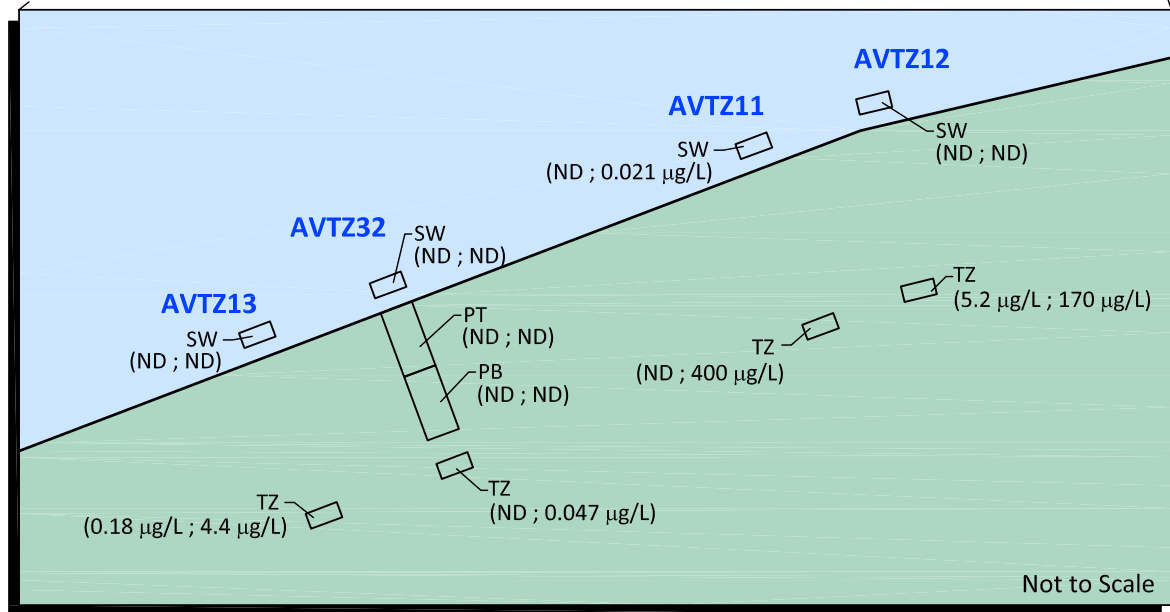 AVTZ12
SW
(ND ; ND)
AVTZ11
SW
(ND ; 0.021 µg/L)
AVTZ32
SW
(ND ; ND)
AVTZ13
SW
(ND ; ND)
PT
(ND ; ND)
PB
(ND ; ND)
TZ
(5.2 µg/L ; 170 µg/L)
TZ
(ND ; 400 µg/L)
TZ
(ND ; 0.047 µg/L)
TZ
(0.18 µg/L ; 4.4 µg/L)
Not to Scale